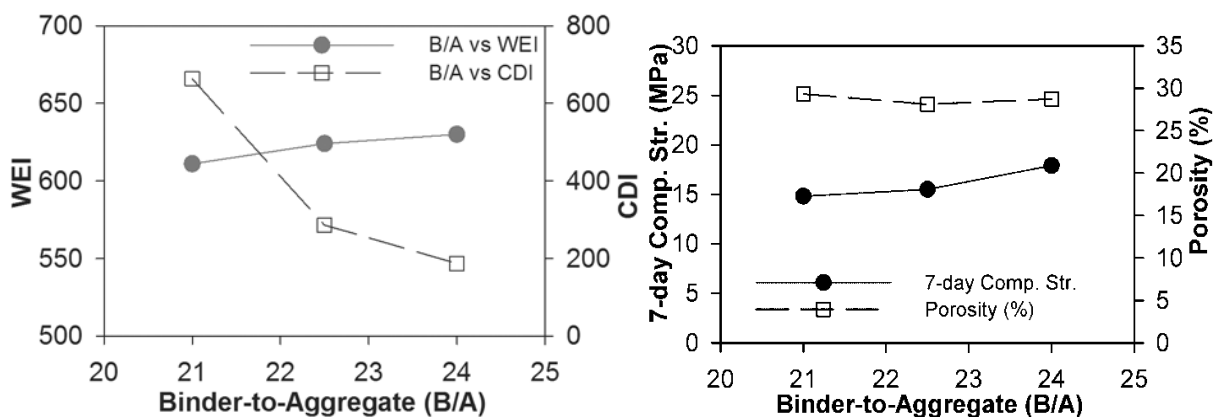 700
650
600
550
500
WEI
800
600
400
200
0
CDI
B/A vs WEI
B/A vs CDI
20 21 22 23 24 25
Binder-to-Aggregate (B/A)
30
25
20
15
10
5
0
7-day Comp. Str. (MPa)
35
30
25
20
15
10
5
0
Porosity (%)
7-day Comp. Str.
Porosity (%)
20 21 22 23 24 25
Binder-to-Aggregate (B/A)